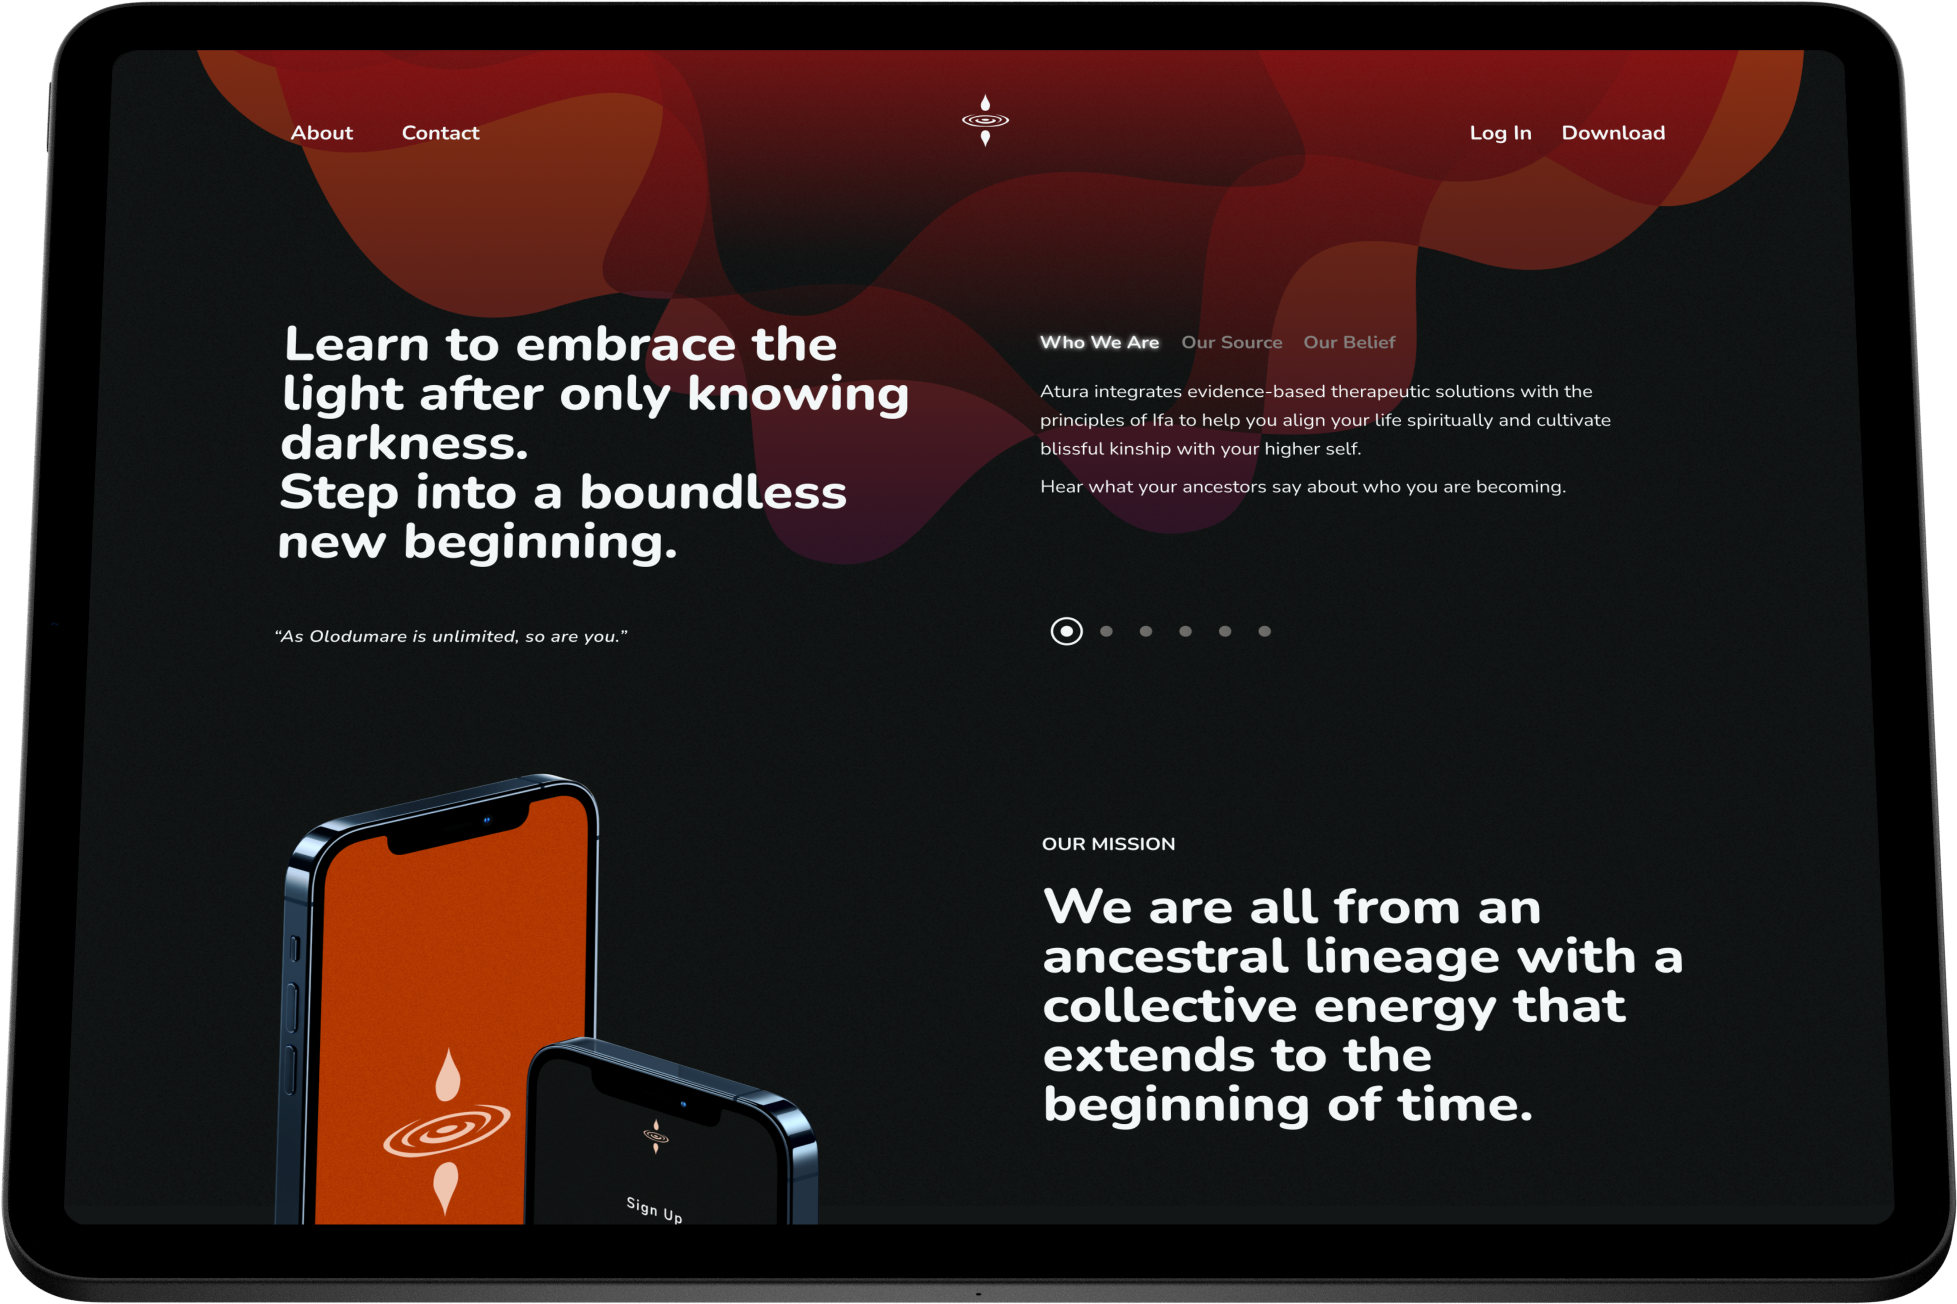 About Contact Log In Download
Learn to embrace the
light after only knowing
darkness.
Step into a boundless
new beginning.
“As Olodumare is unlimited, so are you.”
Who We Are Our Source Our Belief
Atura integrates evidence-based therapeutic solutions with the
principles of Ifa to help you align your life spiritually and cultivate
blissful kinship with your higher self.
Hear what your ancestors say about who you are becoming.
OUR MISSION
We are all from an
ancestral lineage with a
collective energy that
extends to the
beginning of time.
Sign Up